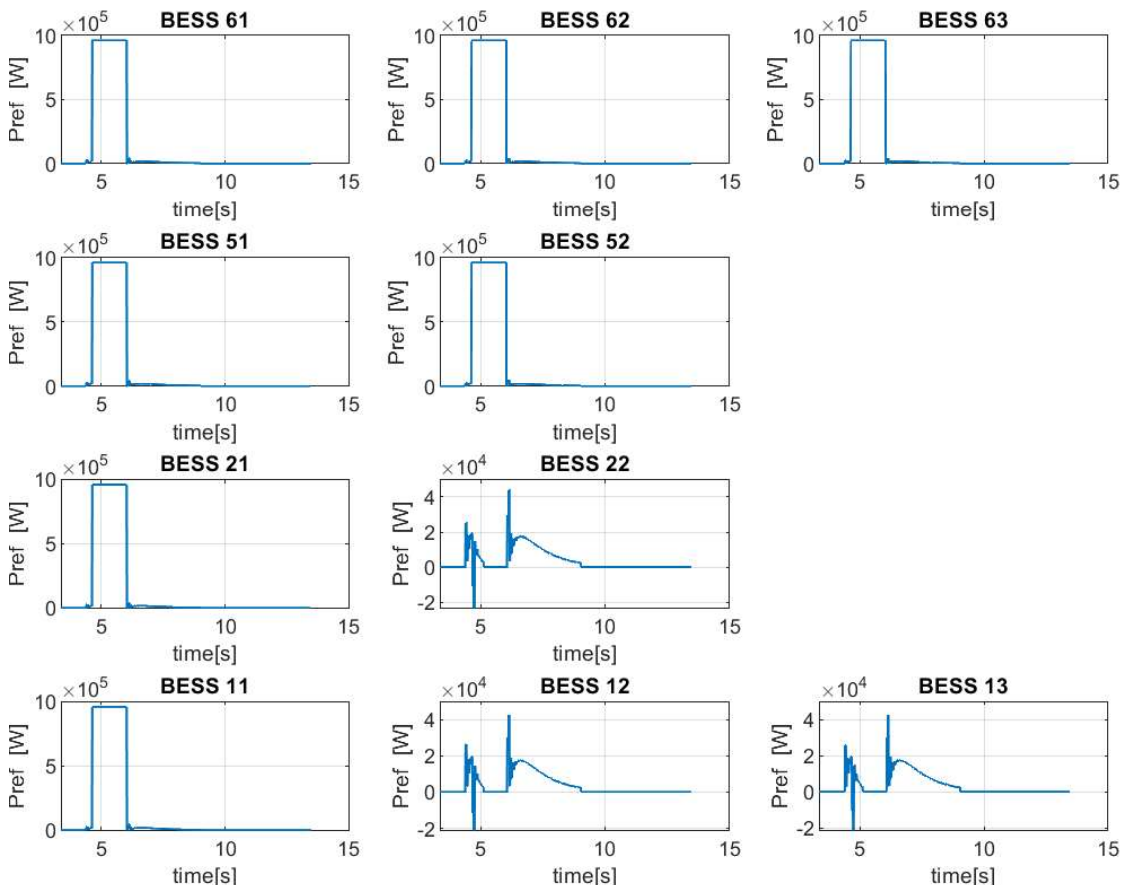 ×10^5 BESS 61
10
5
0
Pref [W]
5 10 15
time[s]
×10^5 BESS 62
10
5
0
Pref [W]
5 10 15
time[s]
×10^5 BESS 63
10
5
0
Pref [W]
5 10 15
time[s]
×10^5 BESS 51
10
5
0
Pref [W]
5 10 15
time[s]
×10^5 BESS 52
10
5
0
Pref [W]
5 10 15
time[s]
×10^5 BESS 21
10
5
0
Pref [W]
5 10 15
time[s]
×10^4 BESS 22
4
2
0
-2
Pref [W]
5 10 15
time[s]
×10^5 BESS 11
10
5
0
Pref [W]
5 10 15
time[s]
×10^4 BESS 12
4
2
0
-2
Pref [W]
5 10 15
time[s]
×10^4 BESS 13
4
2
0
-2
Pref [W]
5 10 15
time[s]